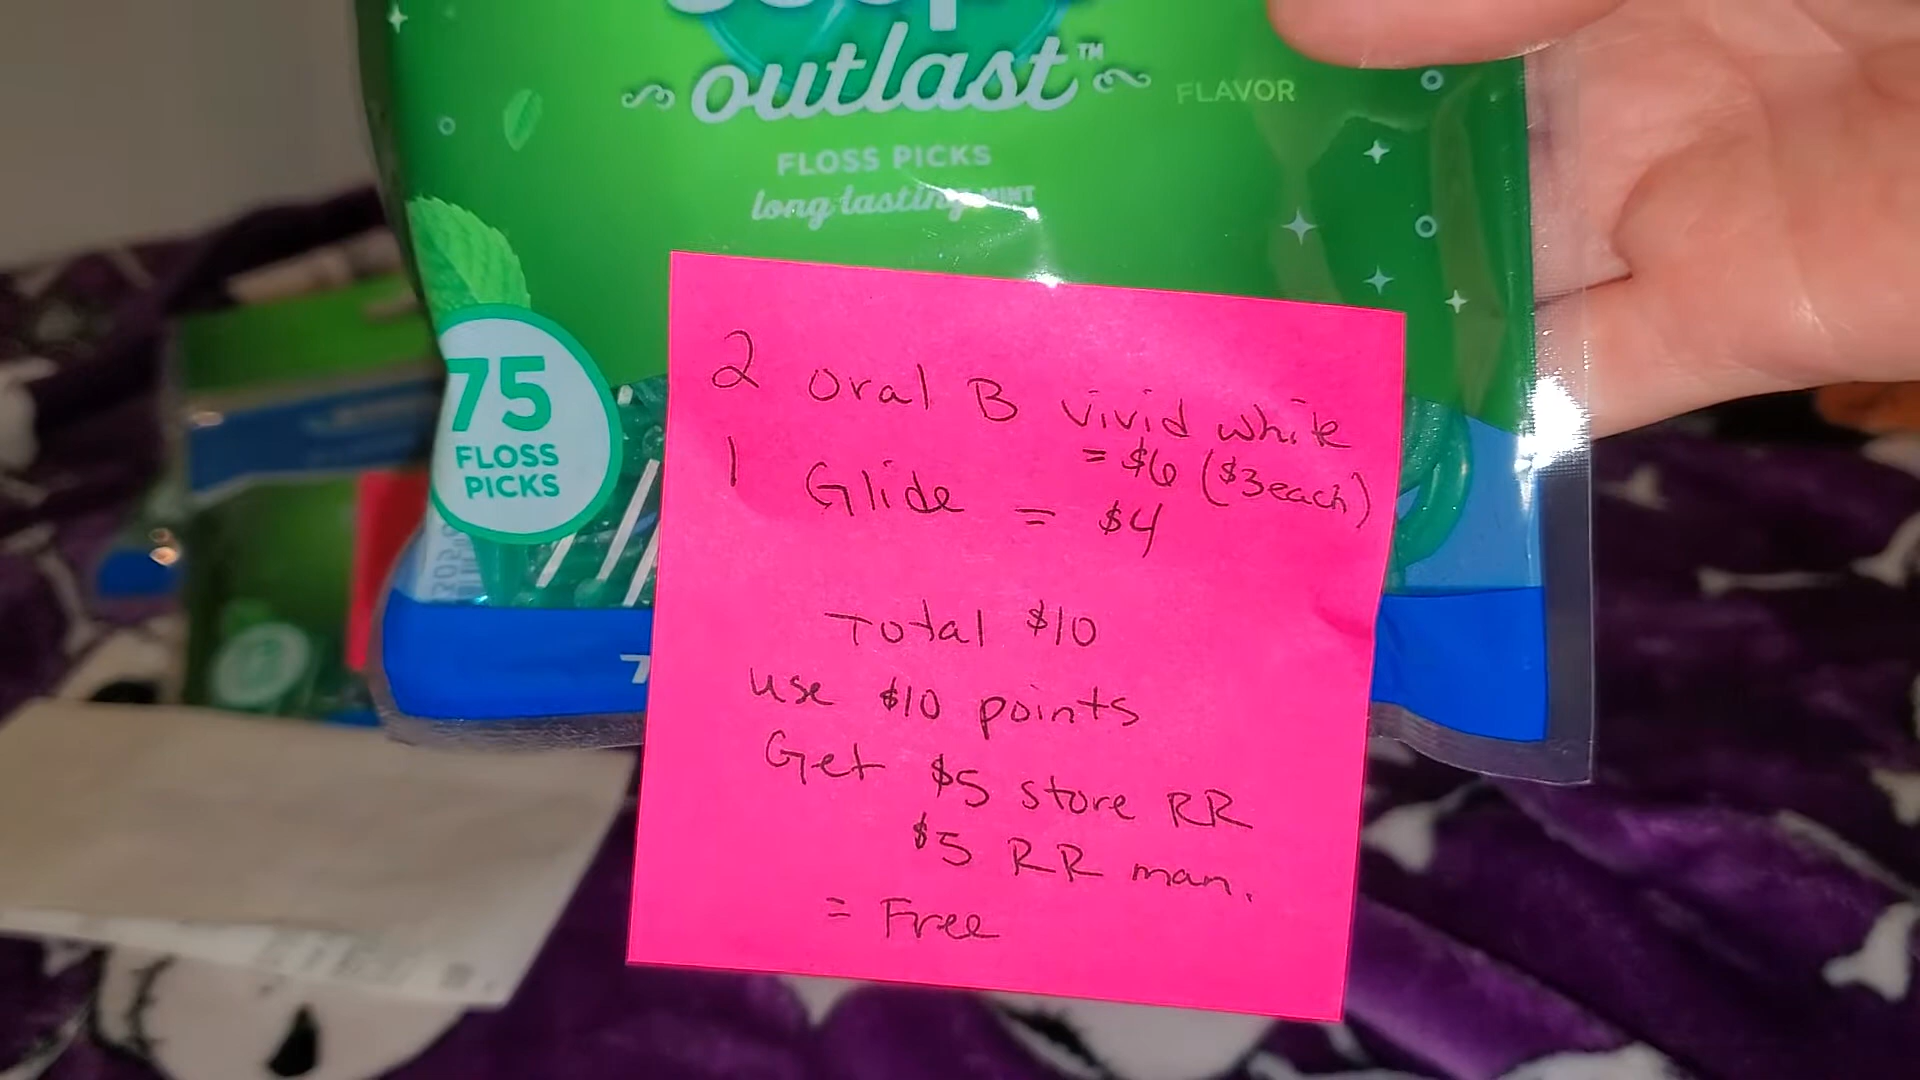 outlast™
FLAVOR
FLOSS PICKS
long lasting MINT
75
FLOSS
PICKS
2 Oral B vivid white
= $6 ($3 each)
1 Glide = $4
Total $10
use $10 points
Get $5 store RR
$5 RR man.
= Free